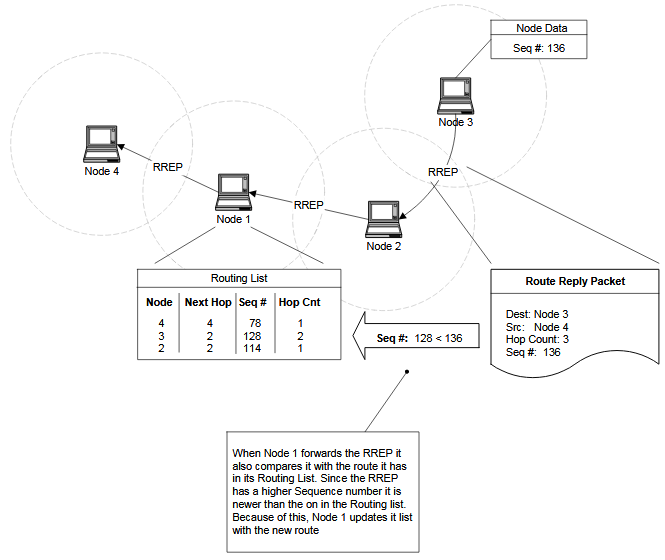 Node Data
Seq #: 136
Node 3
Node 4
RREP
RREP
Node 1
RREP
Node 2
Routing List
Node Next Hop Seq # Hop Cnt
4 4 78 1
3 2 128 2
2 2 114 1
Seq #: 128 < 136
Route Reply Packet
Dest: Node 3
Src: Node 4
Hop Count: 3
Seq #: 136
When Node 1 forwards the RREP it
also compares it with the route it has
in its Routing List. Since the RREP
has a higher Sequence number it is
newer than the on in the Routing list.
Because of this, Node 1 updates it list
with the new route